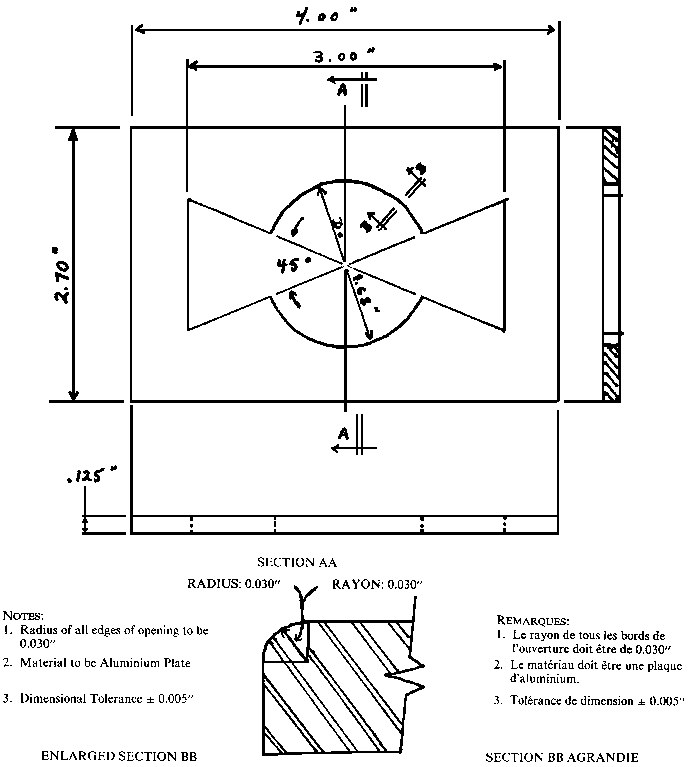 4.00"
3.00"
A
B
B
D.
45°
1.68"
2.70"
A
.125"
SECTION AA
RADIUS: 0.030" RAYON: 0.030"
NOTES:
1. Radius of all edges of opening to be
0.030"
2. Material to be Aluminium Plate
3. Dimensional Tolerance ± 0.005"
ENLARGED SECTION BB
REMARQUES:
1. Le rayon de tous les bords de
l'ouverture doit être de 0.030"
2. Le matériau doit être une plaque
d'aluminium.
3. Tolérance de dimension ± 0.005"
SECTION BB AGRANDIE